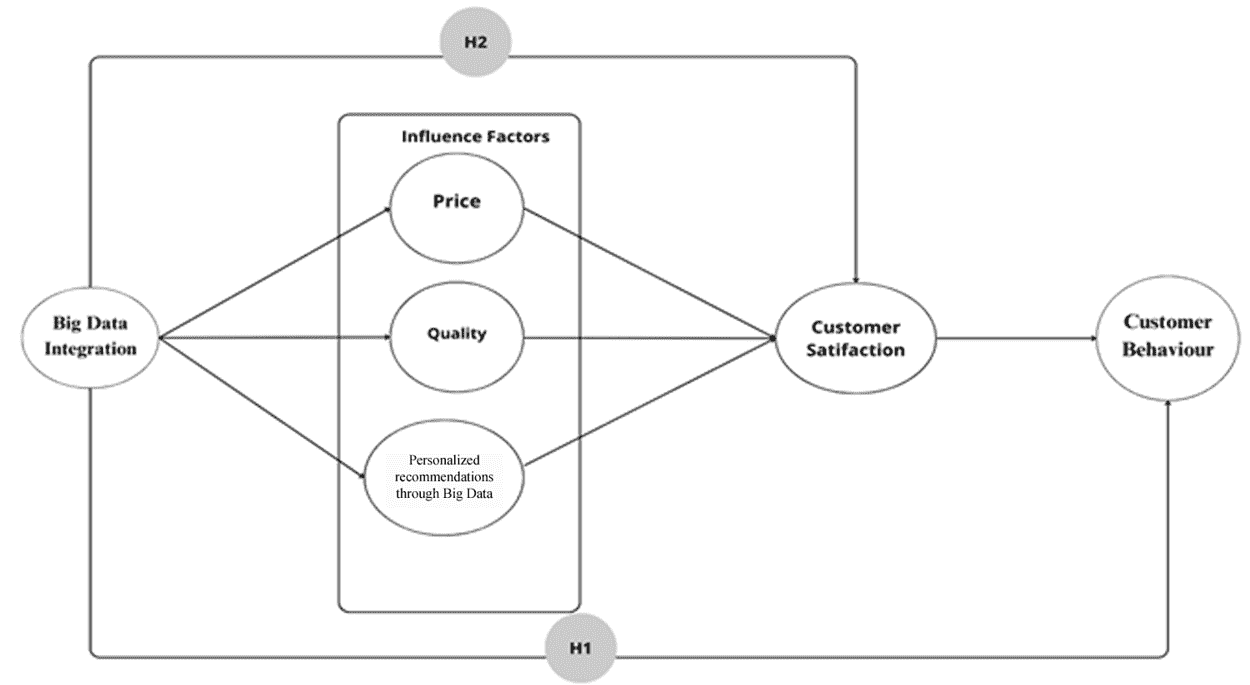 H2
Influence Factors
Price
Big Data
Integration
Quality
Customer
Satifaction
Customer
Behaviour
Personalized
recommendations
through Big Data
H1